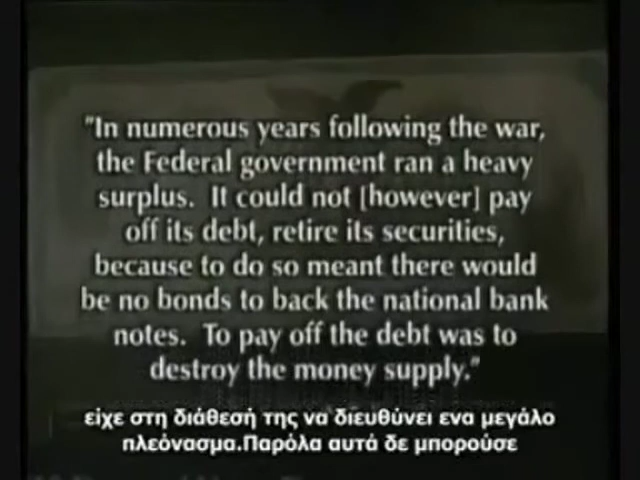 "In numerous years following the war,
the Federal government ran a heavy
surplus. It could not [however] pay
off its debt, retire its securities,
because to do so meant there would
be no bonds to back the national bank
notes. To pay off the debt was to
destroy the money supply."
είχε στη διάθεσή της να διευθύνει ενα μεγάλο
πλεόνασμα.Παρόλα αυτά δε μπορούσε